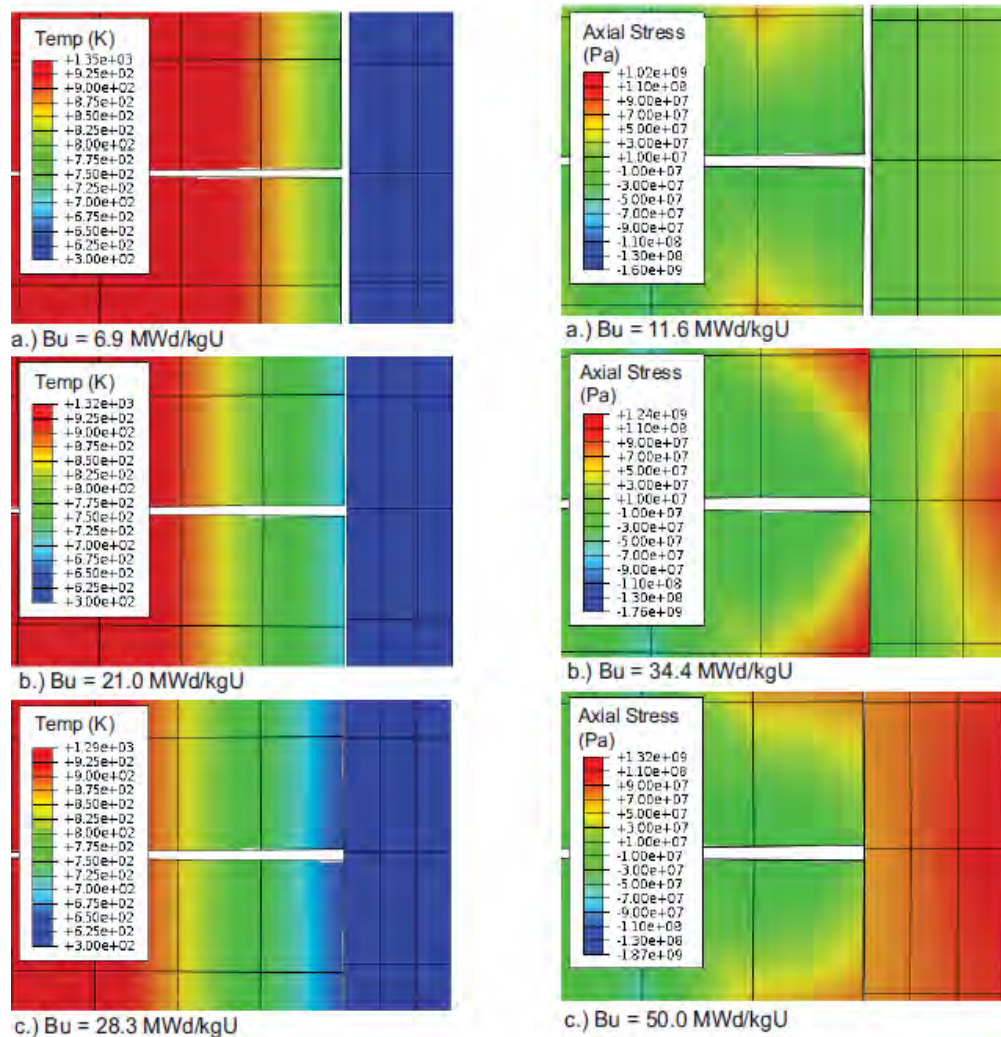 Temp (K)
+1.35e+03
+9.25e+02
+9.00e+02
+8.75e+02
+8.50e+02
+8.25e+02
+8.00e+02
+7.75e+02
+7.50e+02
+7.25e+02
+7.00e+02
+6.75e+02
+6.50e+02
+6.25e+02
+3.00e+02
a.) Bu = 6.9 MWd/kgU
Temp (K)
+1.32e+03
+9.25e+02
+9.00e+02
+8.75e+02
+8.50e+02
+8.25e+02
+8.00e+02
+7.75e+02
+7.50e+02
+7.25e+02
+7.00e+02
+6.75e+02
+6.50e+02
+6.25e+02
+3.00e+02
b.) Bu = 21.0 MWd/kgU
Temp (K)
+1.29e+03
+9.25e+02
+9.00e+02
+8.75e+02
+8.50e+02
+8.25e+02
+8.00e+02
+7.75e+02
+7.50e+02
+7.25e+02
+7.00e+02
+6.75e+02
+6.50e+02
+6.25e+02
+3.00e+02
c.) Bu = 28.3 MWd/kgU
Axial Stress
(Pa)
+1.02e+09
+1.10e+08
+9.00e+07
+7.00e+07
+5.00e+07
+3.00e+07
+1.00e+07
-1.00e+07
-3.00e+07
-5.00e+07
-7.00e+07
-9.00e+07
-1.10e+08
-1.30e+08
-1.60e+09
a.) Bu = 11.6 MWd/kgU
Axial Stress
(Pa)
+1.24e+09
+1.10e+08
+9.00e+07
+7.00e+07
+5.00e+07
+3.00e+07
+1.00e+07
-1.00e+07
-3.00e+07
-5.00e+07
-7.00e+07
-9.00e+07
-1.10e+08
-1.30e+08
-1.76e+09
b.) Bu = 34.4 MWd/kgU
Axial Stress
(Pa)
+1.32e+09
+1.10e+08
+9.00e+07
+7.00e+07
+5.00e+07
+3.00e+07
+1.00e+07
-1.00e+07
-3.00e+07
-5.00e+07
-7.00e+07
-9.00e+07
-1.10e+08
-1.30e+08
-1.87e+09
c.) Bu = 50.0 MWd/kgU